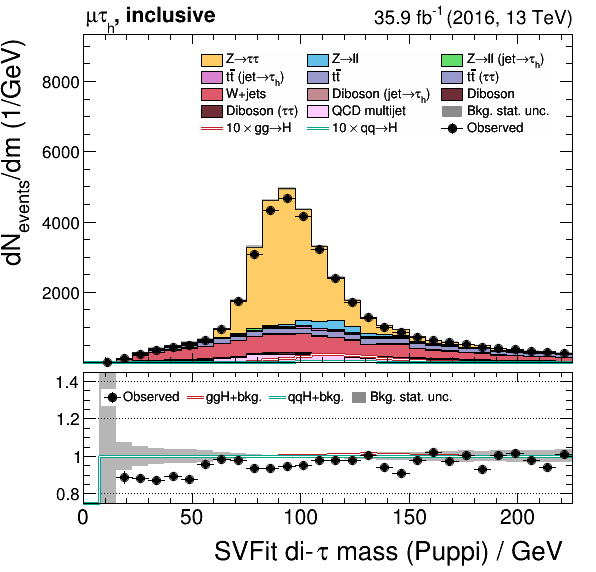 μτh, inclusive
35.9 fb-1 (2016, 13 TeV)
dNevents/dm (1/GeV)
8000
6000
4000
2000
Z→ττ
Z→ll
Z→ll (jet→τh)
tt̄ (jet→τh)
tt̄
tt̄ (ττ)
W+jets
Diboson (jet→τh)
Diboson
Diboson (ττ)
QCD multijet
Bkg. stat. unc.
10 × gg→H
10 × qq→H
Observed
1.4
1.2
1
0.8
Observed
ggH+bkg.
qqH+bkg.
Bkg. stat. unc.
0
50
100
150
200
SVFit di-τ mass (Puppi) / GeV